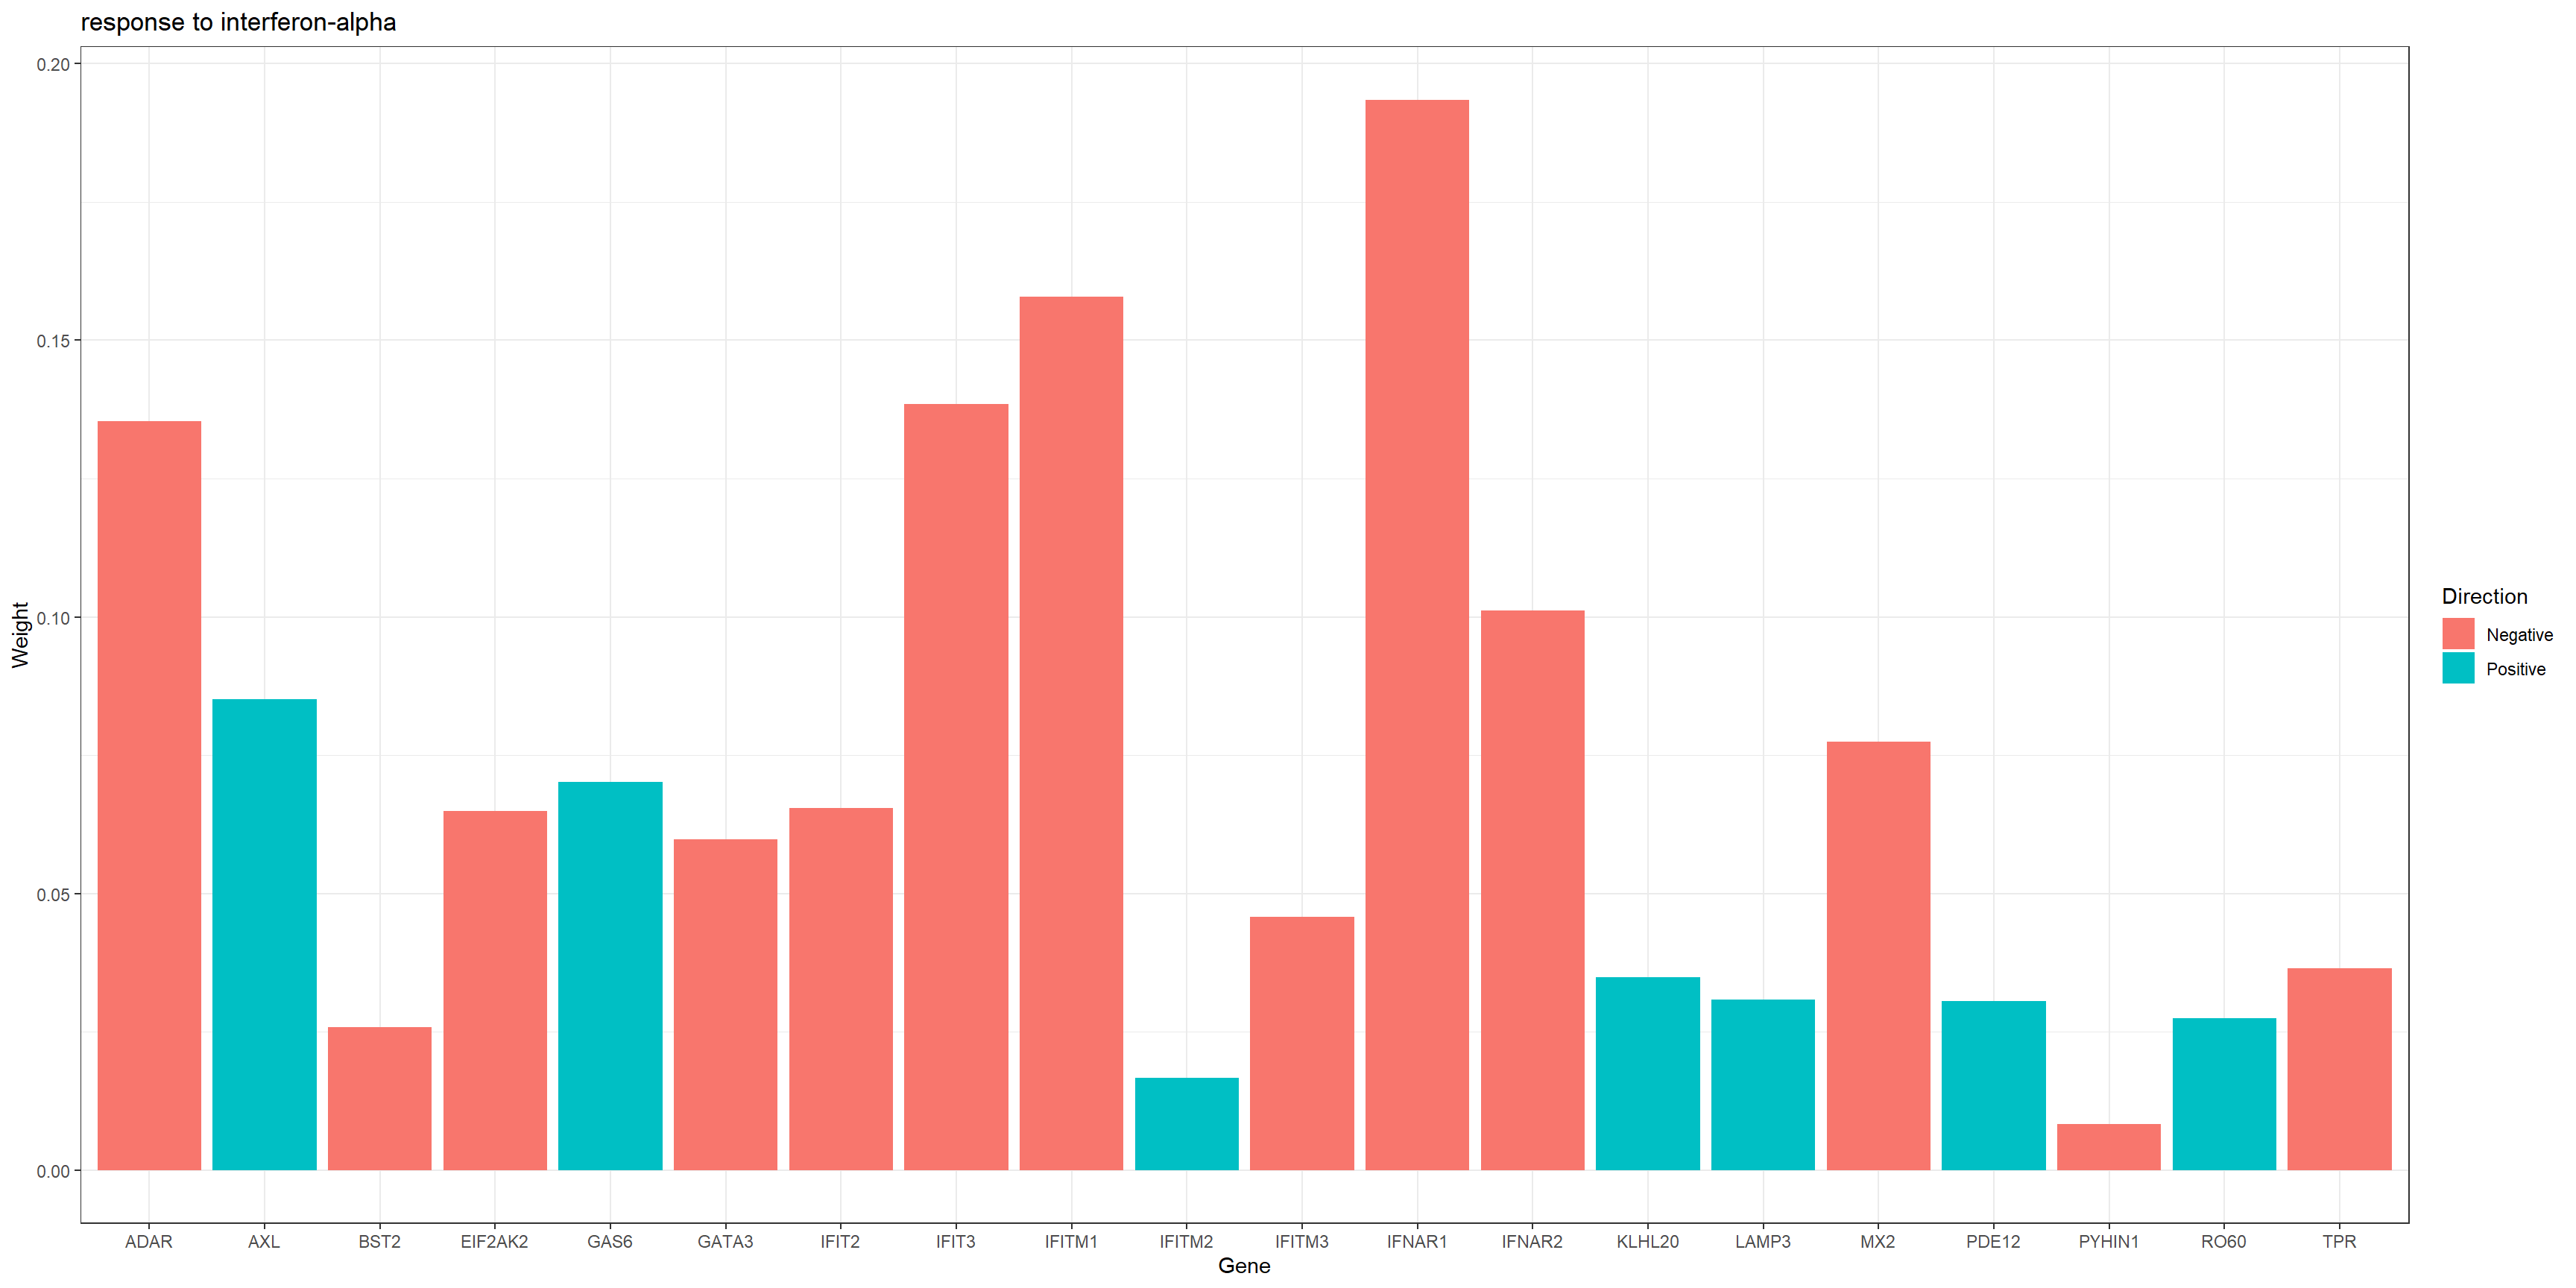 response to interferon-alpha
0.20
0.15
0.10
0.05
0.00
Weight
ADAR AXL BST2 EIF2AK2 GAS6 GATA3 IFIT2 IFIT3 IFITM1 IFITM2 IFITM3 IFNAR1 IFNAR2 KLHL20 LAMP3 MX2 PDE12 PYHIN1 RO60 TPR
Gene
Direction
Negative
Positive